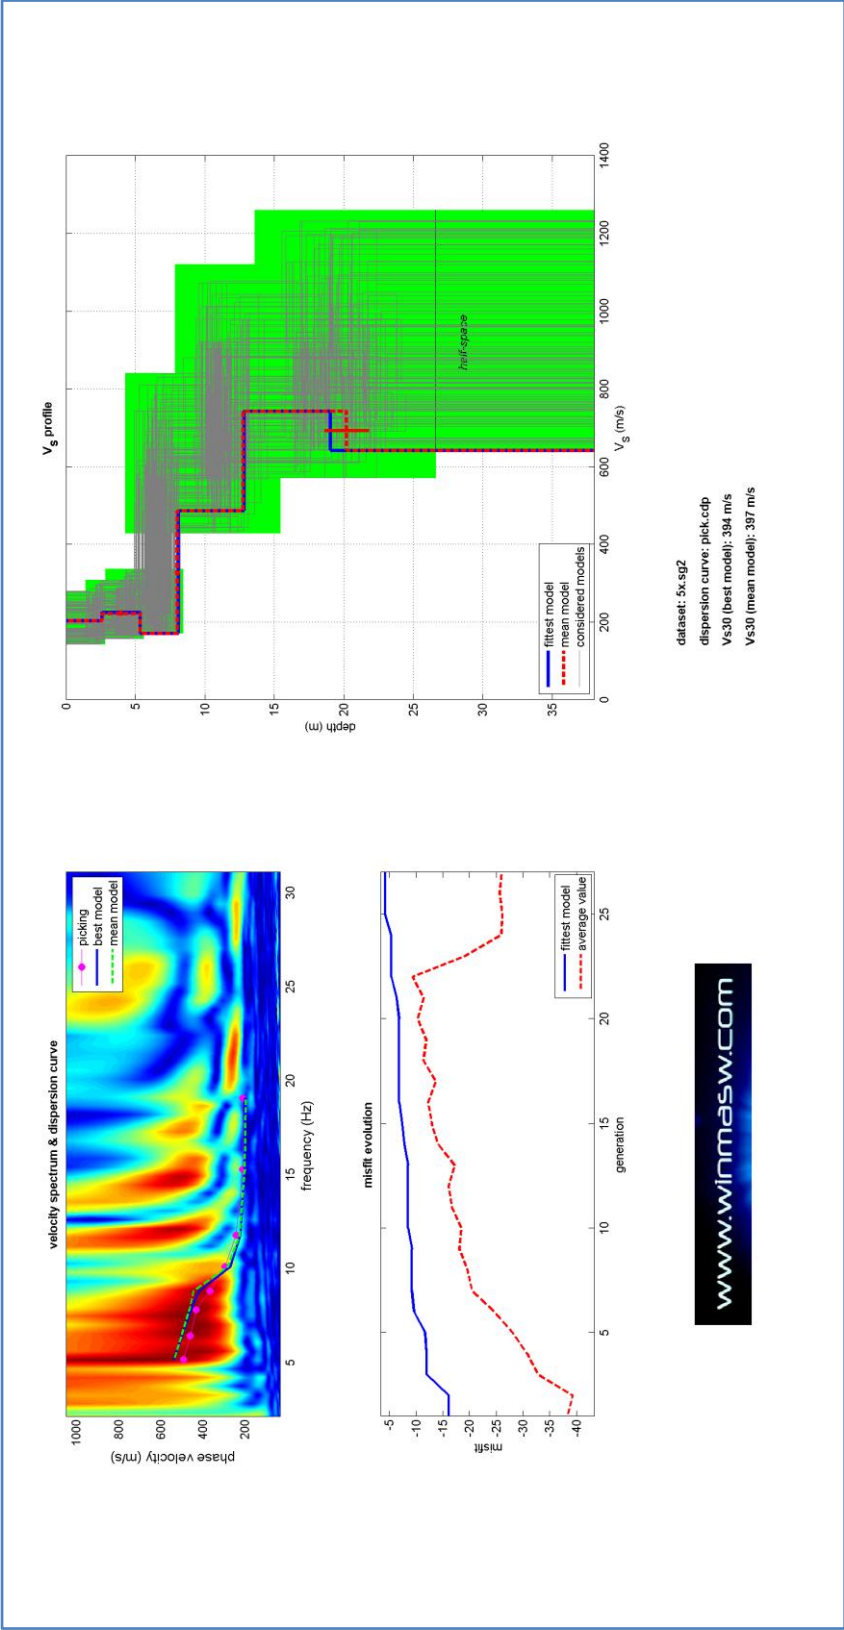 velocity spectrum & dispersion curve
picking
best model
mean model
1000
800
600
400
200
phase velocity (m/s)
5
10
15
20
25
30
frequency (Hz)
misfit evolution
fittest model
average value
-5
-10
-15
-20
-25
-30
-35
-40
misfit
5
10
15
20
25
generation
www.winmasw.com
VS profile
0
5
10
15
20
25
30
35
depth (m)
half-space
fittest model
mean model
considered models
0
200
400
600
800
1000
1200
1400
VS (m/s)
dataset: 5x.sg2
dispersion curve: pick.cdp
Vs30 (best model): 394 m/s
Vs30 (mean model): 397 m/s